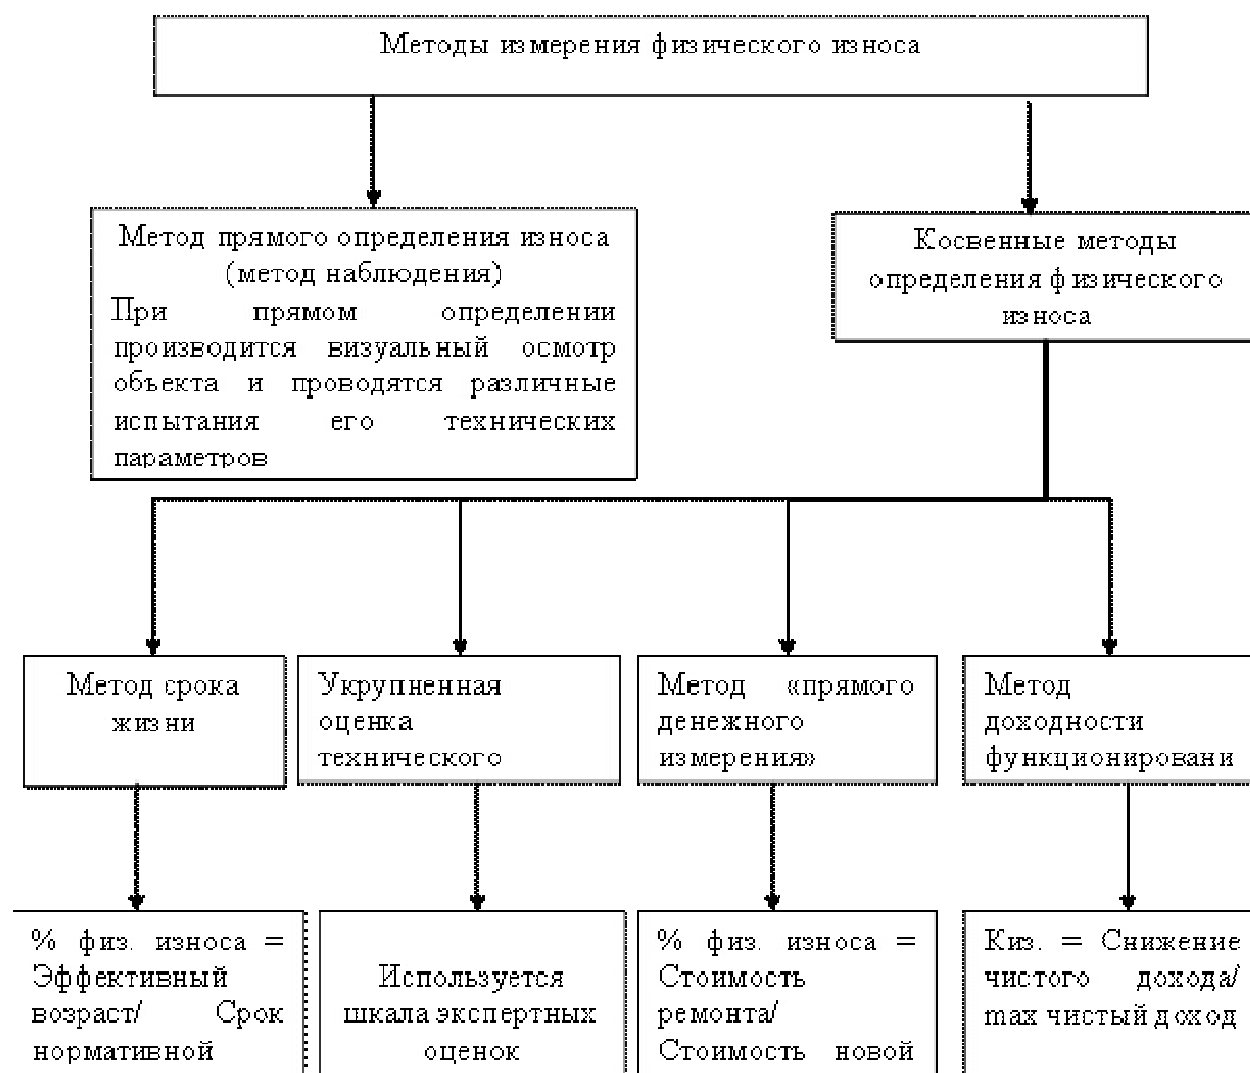 Методы измерения физического износа
Метод прямого определения износа
(метод наблюдения)
При прямом определении
производится визуальный осмотр
объекта и проводятся различные
испытания его технических
параметров
Косвенные методы
определения физического
износа
Метод срока
жизни
Укрупненная
оценка
технического
Метод «прямого
денежного
измерения»
Метод
доходности
функционировани
% физ. износа =
Эффективный
возраст/ Срок
нормативной
Используется
шкала экспертных
оценок
% физ. износа =
Стоимость
ремонта/
Стоимость новой
Киз. = Снижение
чистого дохода/
max чистый доход